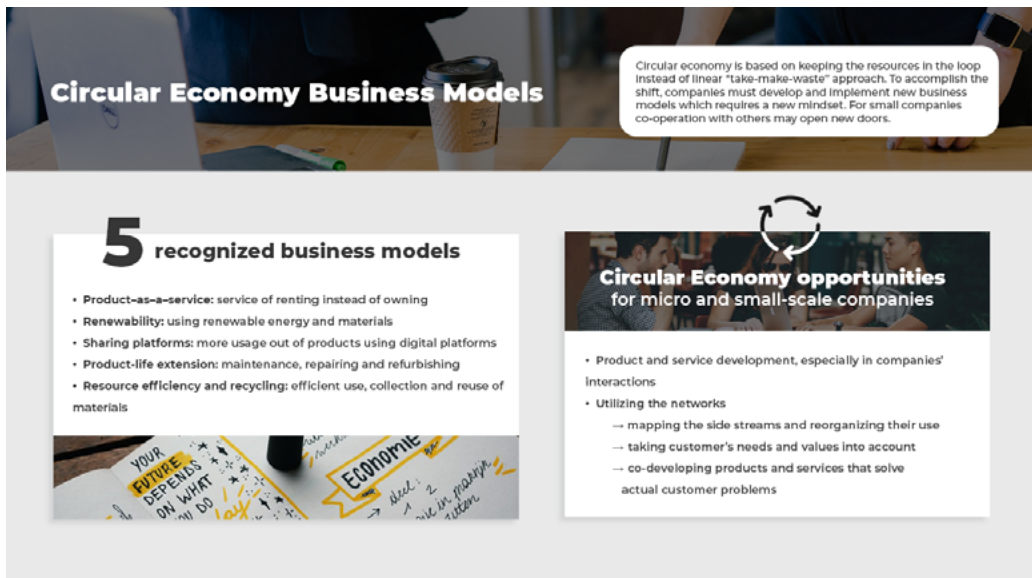 Circular Economy Business Models
Circular economy is based on keeping the resources in the loop
instead of linear “take-make-waste” approach. To accomplish the
shift, companies must develop and implement new business
models which requires a new mindset. For small companies
co-operation with others may open new doors.
5 recognized business models
• Product-as-a-service: service of renting instead of owning
• Renewability: using renewable energy and materials
• Sharing platforms: more usage out of products using digital platforms
• Product-life extension: maintenance, repairing and refurbishing
• Resource efficiency and recycling: efficient use, collection and reuse of
materials
YOUR
FUTURE
DEPENDS
ON WHAT
YOU DO
Economie
Circular Economy opportunities
for micro and small-scale companies
• Product and service development, especially in companies’
interactions
• Utilizing the networks
→ mapping the side streams and reorganizing their use
→ taking customer’s needs and values into account
→ co-developing products and services that solve
actual customer problems